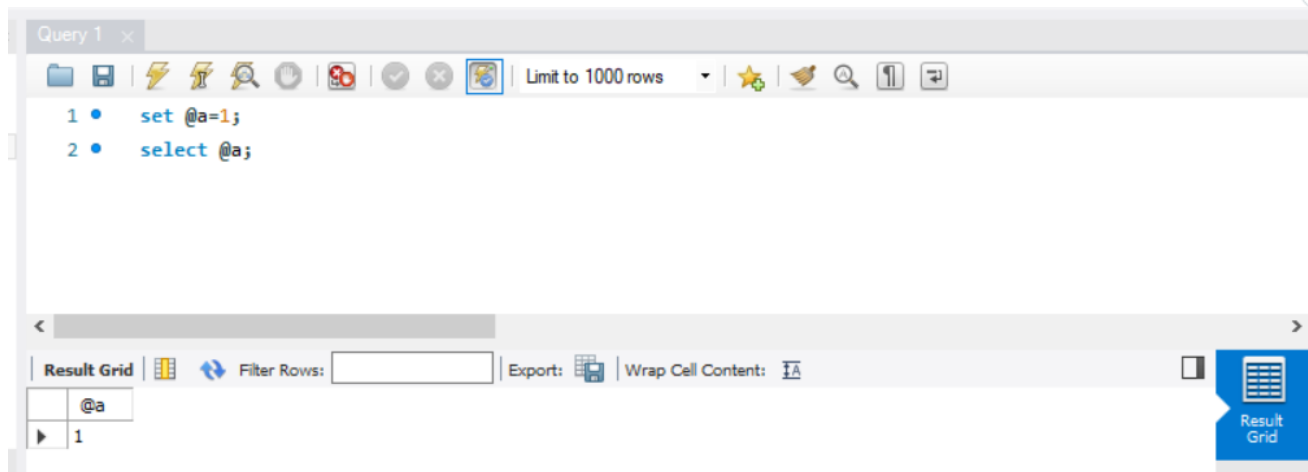 Query 1
Limit to 1000 rows
1 set @a=1;
2 select @a;
Result Grid Filter Rows: Export: Wrap Cell Content:
@a
1
Result
Grid